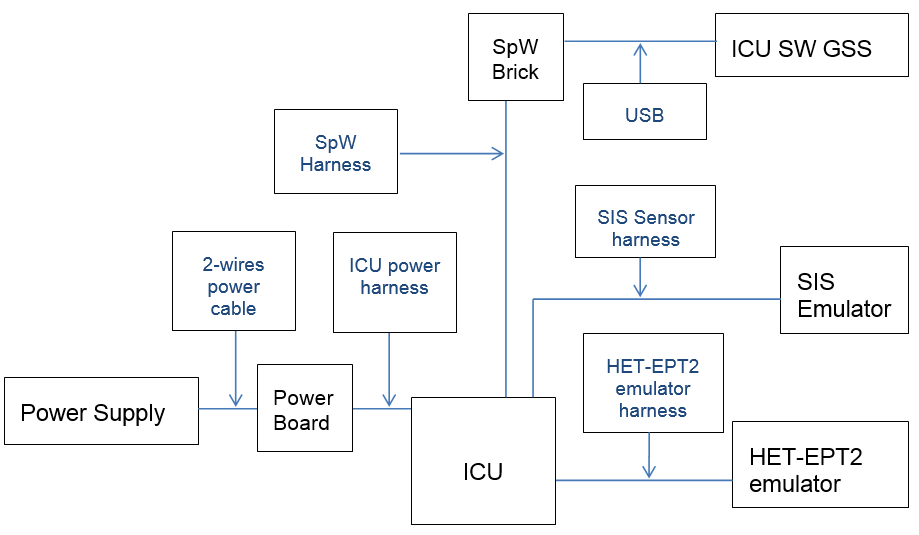 SpW
Brick
ICU SW GSS
USB
SpW
Harness
SIS Sensor
harness
2-wires
power
cable
ICU power
harness
SIS
Emulator
HET-EPT2
emulator
harness
Power Supply
Power
Board
ICU
HET-EPT2
emulator